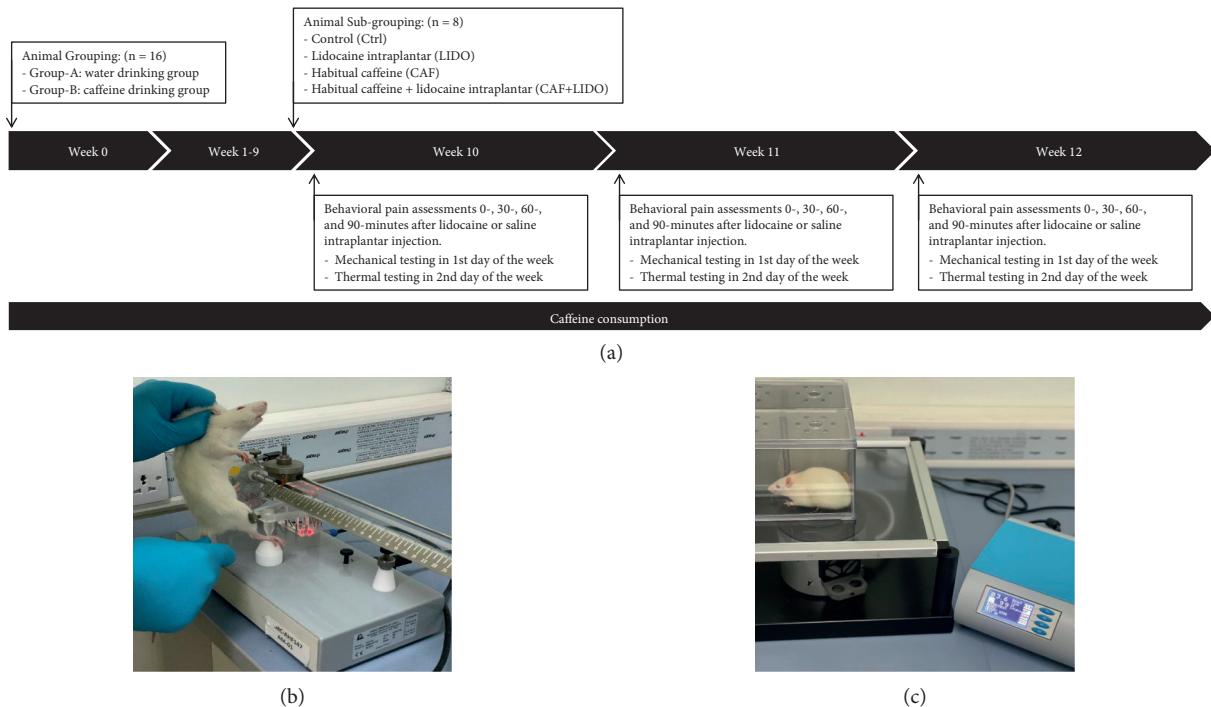 Animal Grouping: (n = 16)
- Group-A: water drinking group
- Group-B: caffeine drinking group
Animal Sub-grouping: (n = 8)
- Control (Ctrl)
- Lidocaine intraplantar (LIDO)
- Habitual caffeine (CAF)
- Habitual caffeine + lidocaine intraplantar (CAF+LIDO)
Week 0
Week 1-9
Week 10
Week 11
Week 12
Behavioral pain assessments 0-, 30-, 60-,
and 90-minutes after lidocaine or saline
intraplantar injection.
- Mechanical testing in 1st day of the week
- Thermal testing in 2nd day of the week
Behavioral pain assessments 0-, 30-, 60-,
and 90-minutes after lidocaine or saline
intraplantar injection.
- Mechanical testing in 1st day of the week
- Thermal testing in 2nd day of the week
Behavioral pain assessments 0-, 30-, 60-,
and 90-minutes after lidocaine or saline
intraplantar injection.
- Mechanical testing in 1st day of the week
- Thermal testing in 2nd day of the week
Caffeine consumption
(a)
(b)
(c)